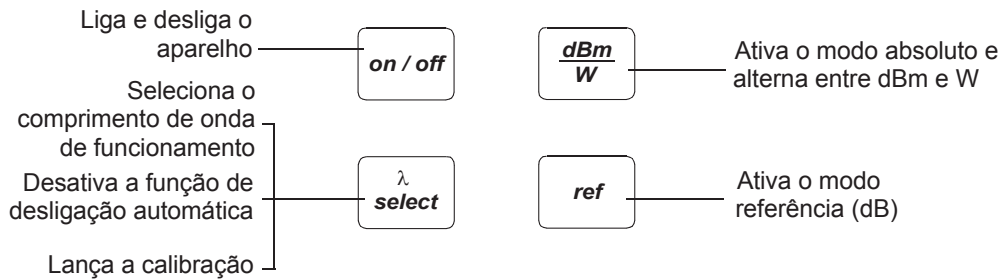 Liga e desliga o
aparelho
on / off
dBm
W
Ativa o modo absoluto e
alterna entre dBm e W
Seleciona o
comprimento de onda
de funcionamento
Desativa a função de
desligação automática
Lança a calibração
λ
select
ref
Ativa o modo
referência (dB)